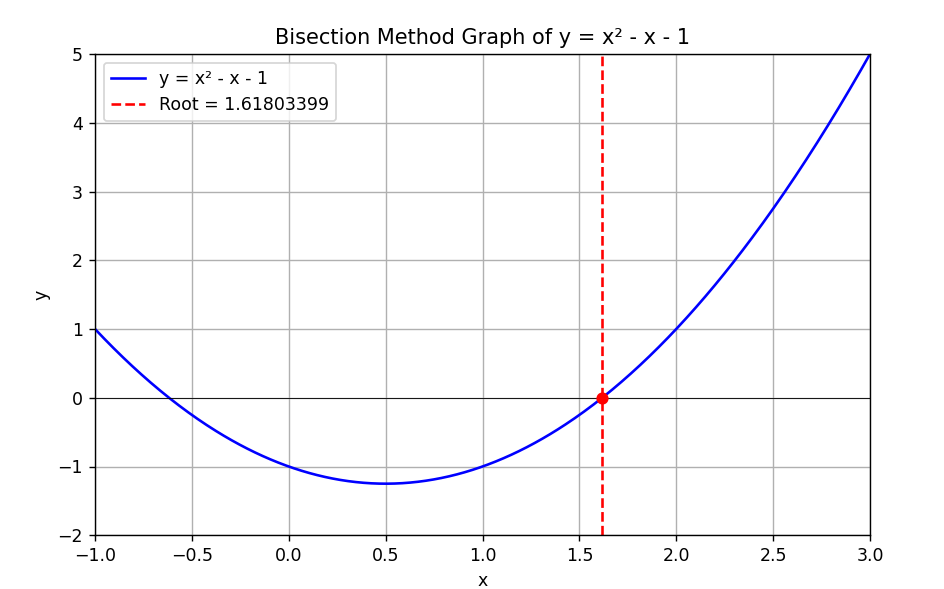 Bisection Method Graph of y = x² - x - 1
y = x² - x - 1
Root = 1.61803399
5
4
3
2
1
0
−1
−2
y
−1.0 −0.5 0.0 0.5 1.0 1.5 2.0 2.5 3.0
x